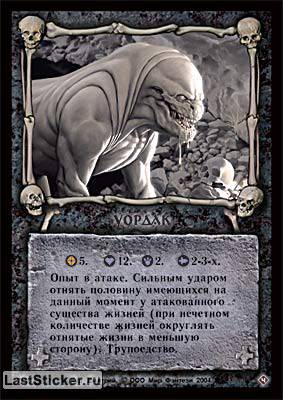 УОРДАК
5. 12. 2. 2-3-х.
Опыт в атаке. Сильным ударом
отнять половину имеющихся на
данный момент у атакованного
существа жизней (при нечетном
количестве жизней округлять
отнятые жизни в меньшую
сторону). Трупоедство.
© ООО Мир Фэнтези 2004
LastSticker.ru